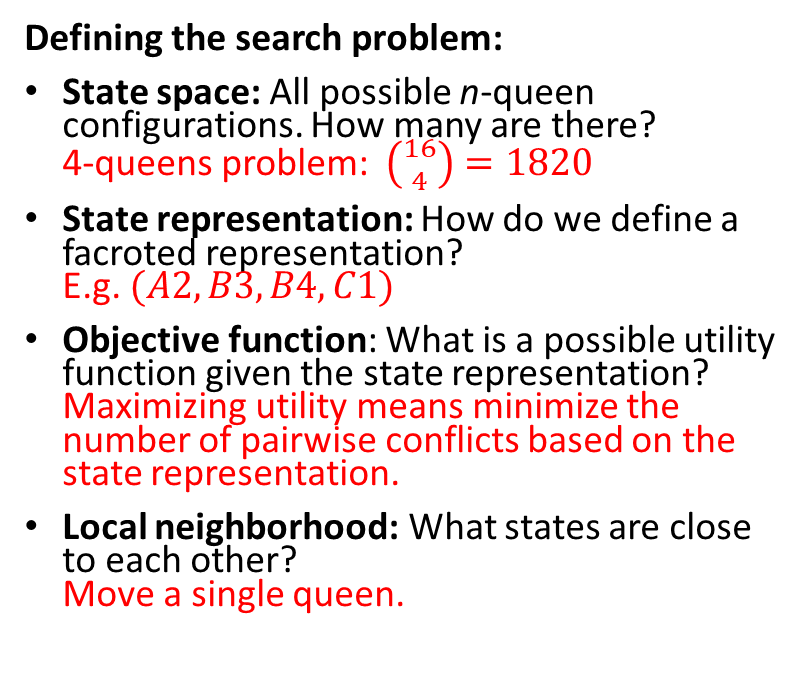 Defining the search problem:
• State space: All possible n-queen
configurations. How many are there?
4-queens problem: (16 4) = 1820
• State representation: How do we define a
facroted representation?
E.g. (A2, B3, B4, C1)
• Objective function: What is a possible utility
function given the state representation?
Maximizing utility means minimize the
number of pairwise conflicts based on the
state representation.
• Local neighborhood: What states are close
to each other?
Move a single queen.